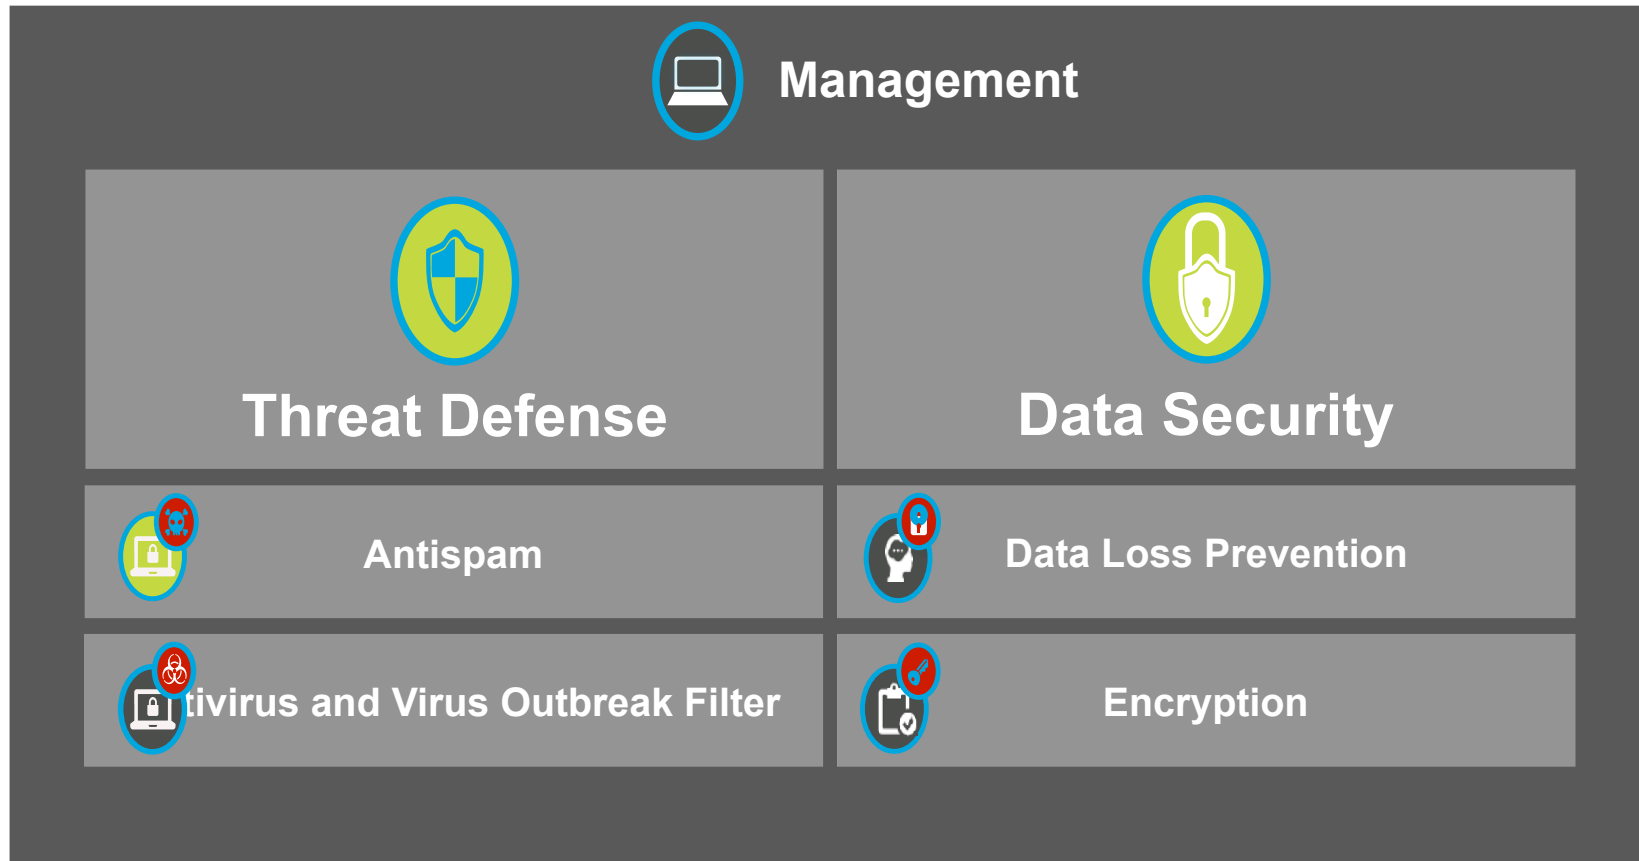 Management
Threat Defense
Data Security
Antispam
Data Loss Prevention
tivirus and Virus Outbreak Filter
Encryption